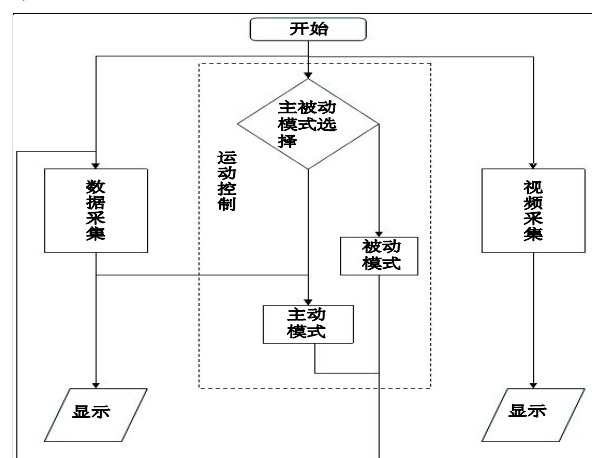 开始
主被动
模式选
择
运
动
控
制
数
据
采
集
视
频
采
集
被动
模式
主动
模式
显示
显示